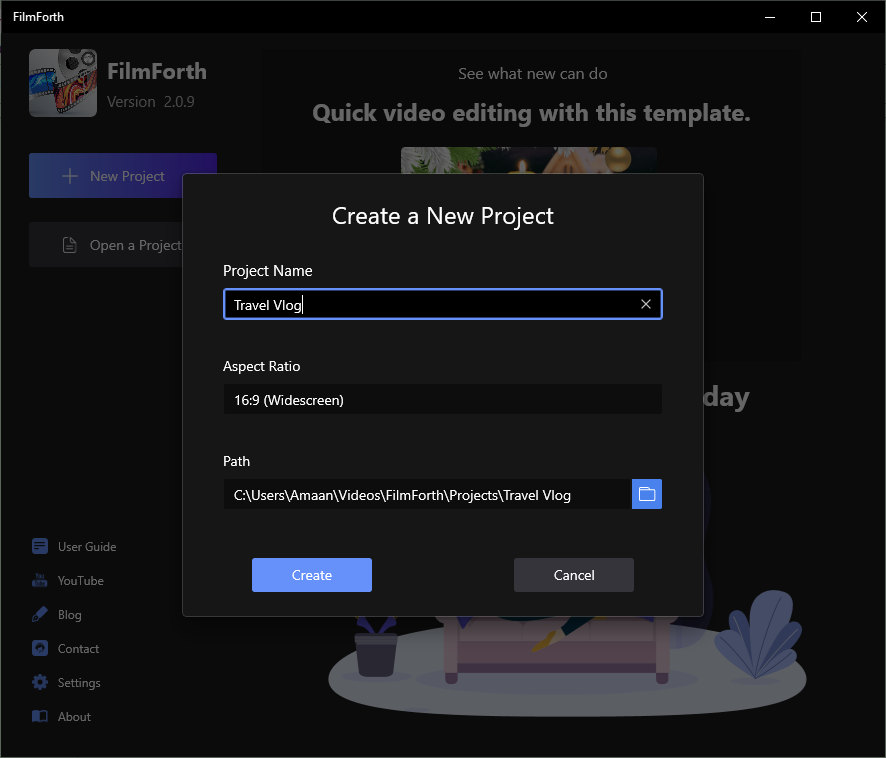 FilmForth
FilmForth
Version 2.0.9
See what new can do
Quick video editing with this template.
New Project
Open a Project
Create a New Project
Project Name
Travel Vlog
Aspect Ratio
16:9 (Widescreen)
day
Path
C:\Users\Amaan\Videos\FilmForth\Projects\Travel Vlog
Create
Cancel
User Guide
YouTube
Blog
Contact
Settings
About